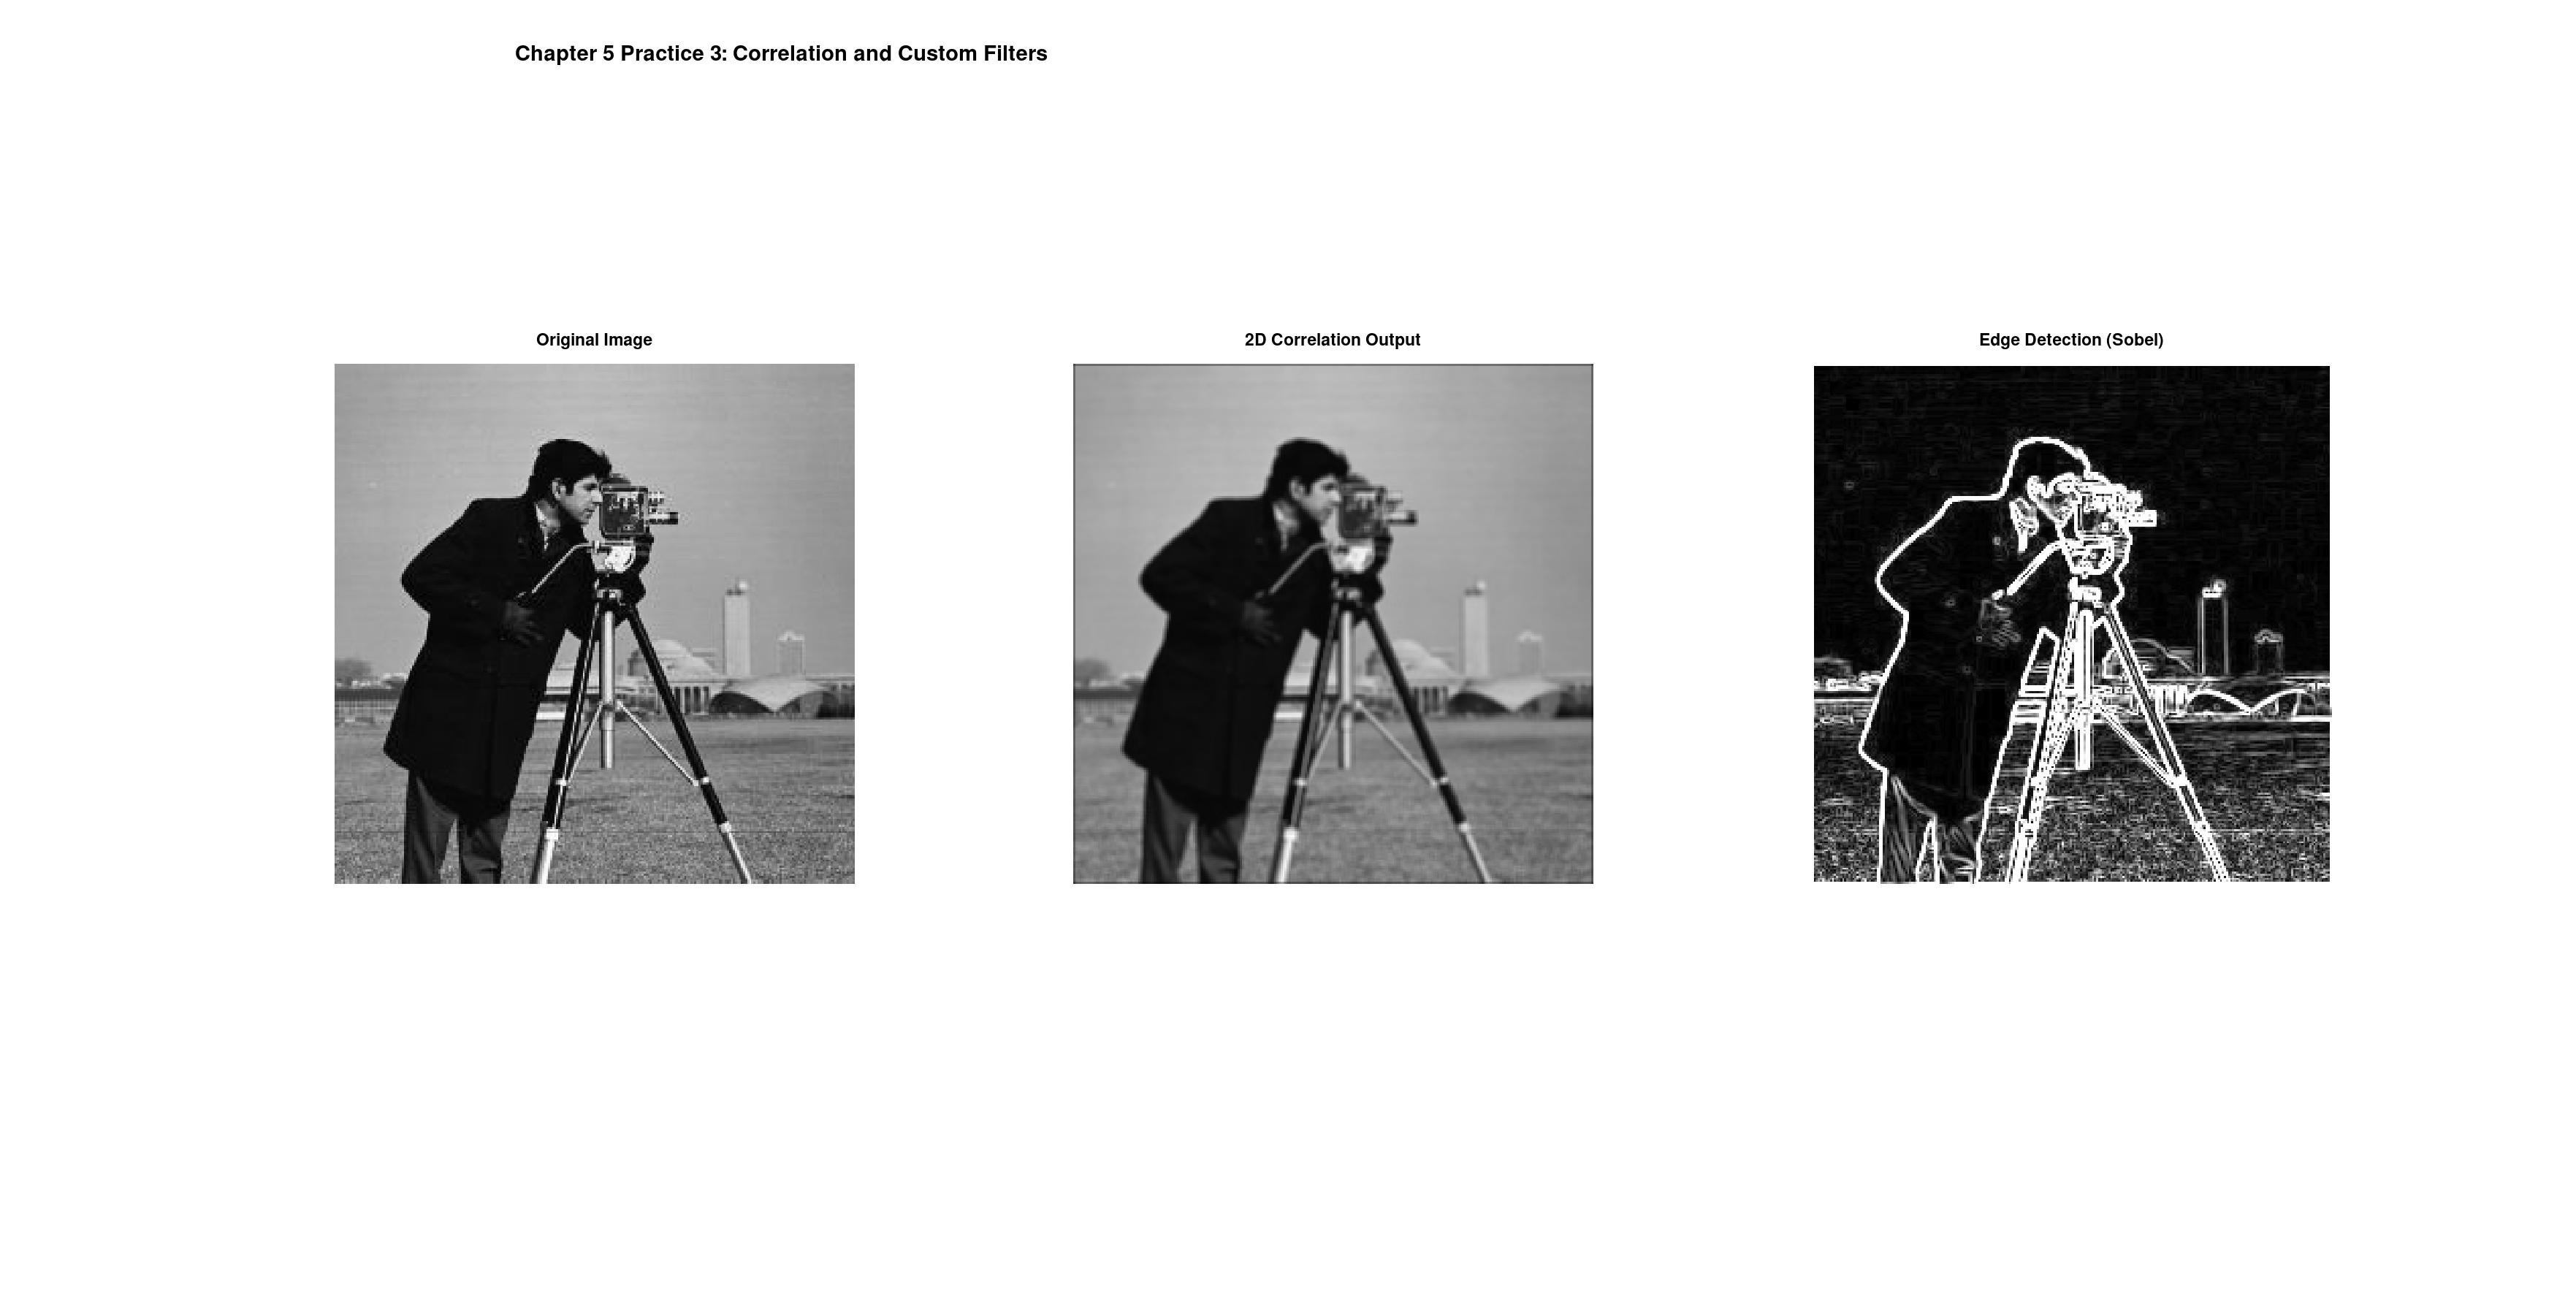 Chapter 5 Practice 3: Correlation and Custom Filters
Original Image
2D Correlation Output
Edge Detection (Sobel)